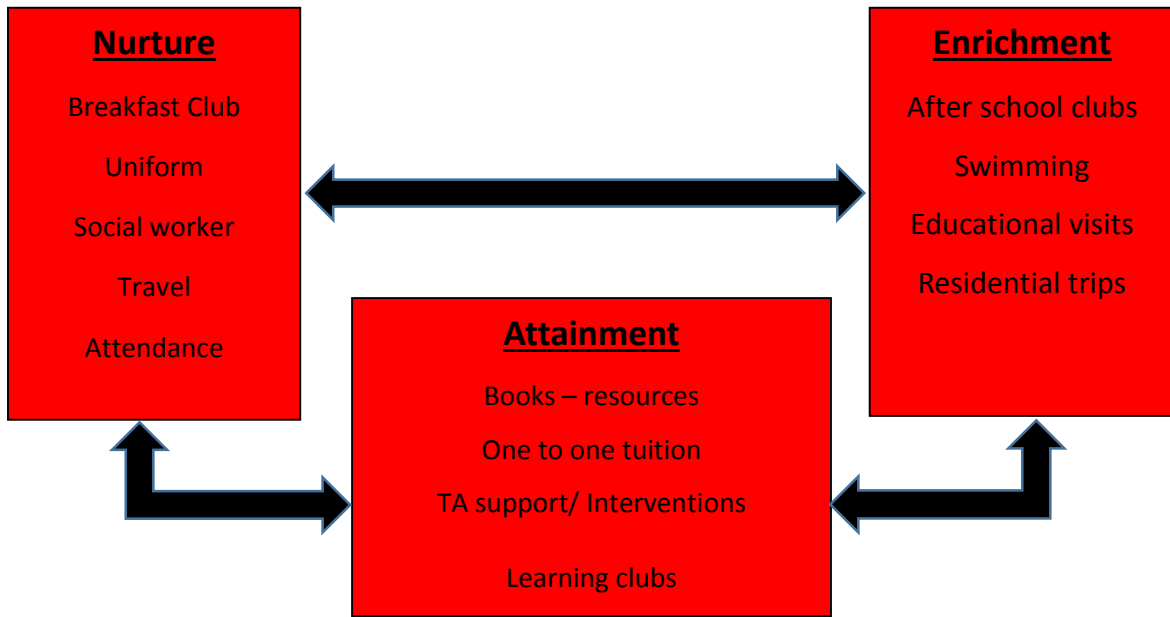 Nurture
Breakfast Club
Uniform
Social worker
Travel
Attendance
Enrichment
After school clubs
Swimming
Educational visits
Residential trips
Attainment
Books – resources
One to one tuition
TA support/ Interventions
Learning clubs